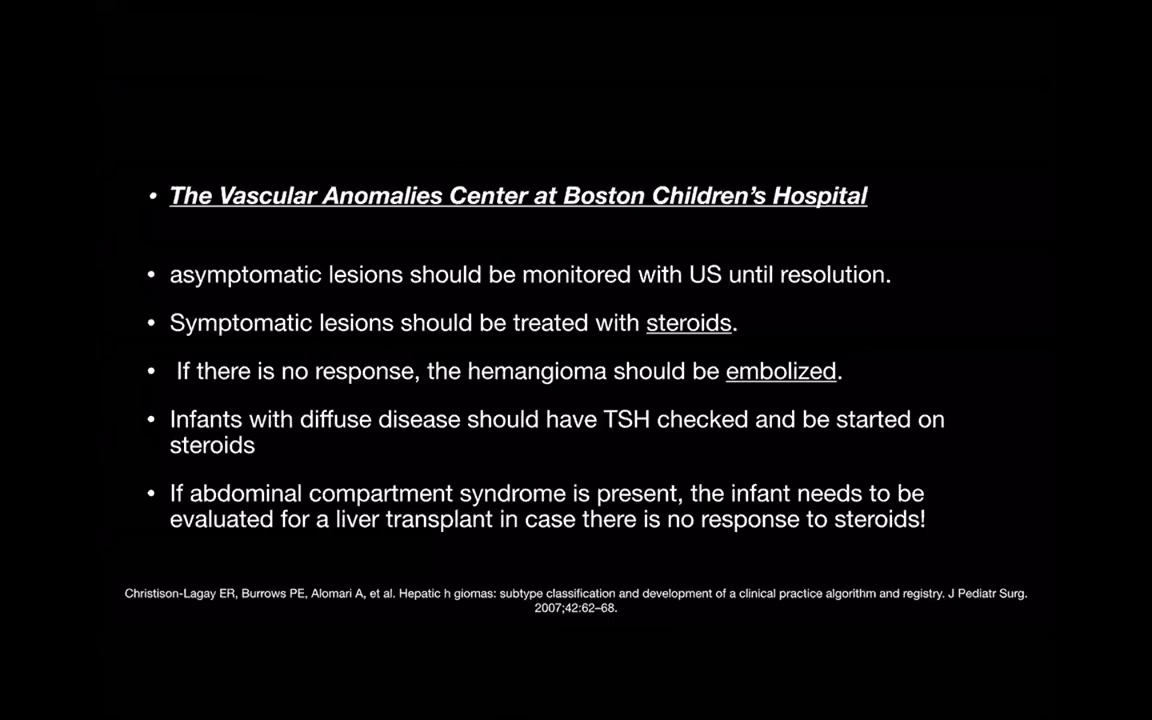 • The Vascular Anomalies Center at Boston Children's Hospital
• asymptomatic lesions should be monitored with US until resolution.
• Symptomatic lesions should be treated with steroids.
• If there is no response, the hemangioma should be embolized.
• Infants with diffuse disease should have TSH checked and be started on
steroids
• If abdominal compartment syndrome is present, the infant needs to be
evaluated for a liver transplant in case there is no response to steroids!
Christison-Lagay ER, Burrows PE, Alomari A, et al. Hepatic h giomas: subtype classification and development of a clinical practice algorithm and registry. J Pediatr Surg.
2007;42:62–68.